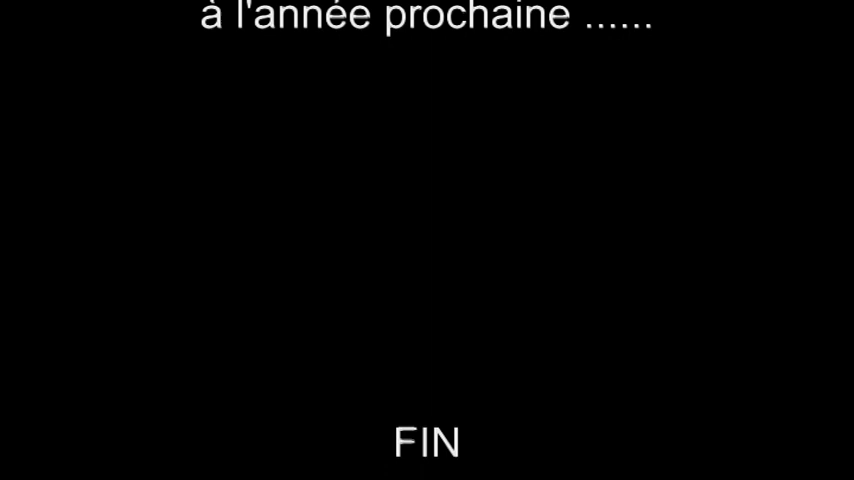 à l'année prochaine ......
FIN